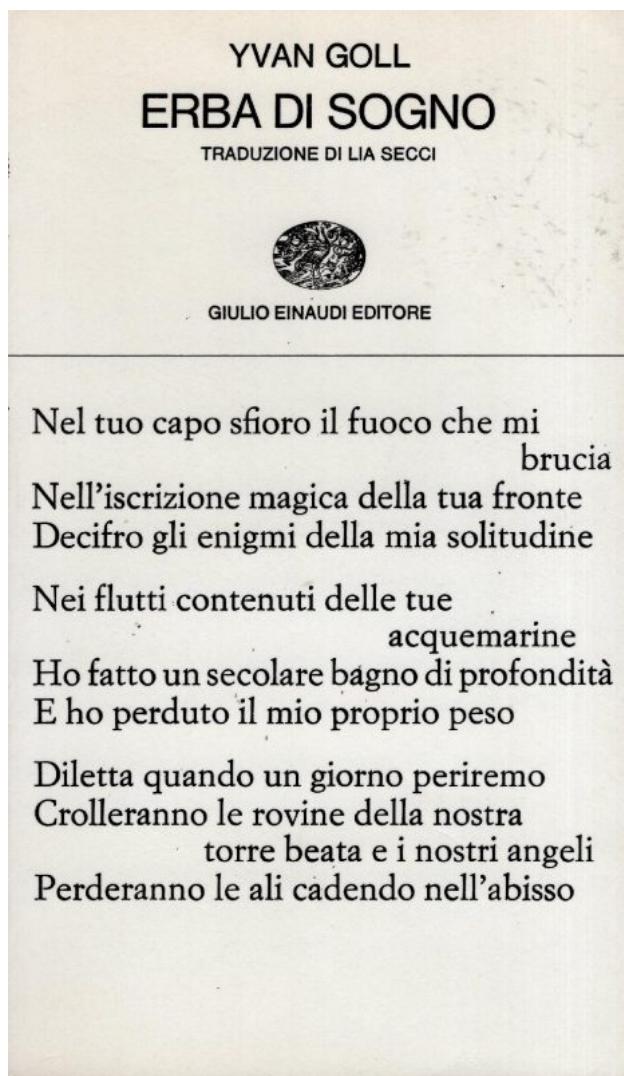 YVAN GOLL
ERBA DI SOGNO
TRADUZIONE DI LIA SECCI
GIULIO EINAUDI EDITORE
Nel tuo capo sfioro il fuoco che mi
brucia
Nell’iscrizione magica della tua fronte
Decifro gli enigmi della mia solitudine
Nei flutti contenuti delle tue
acquemarine
Ho fatto un secolare bagno di profondità
E ho perduto il mio proprio peso
Diletta quando un giorno periremo
Crolleranno le rovine della nostra
torre beata e i nostri angeli
Perderanno le ali cadendo nell’abisso